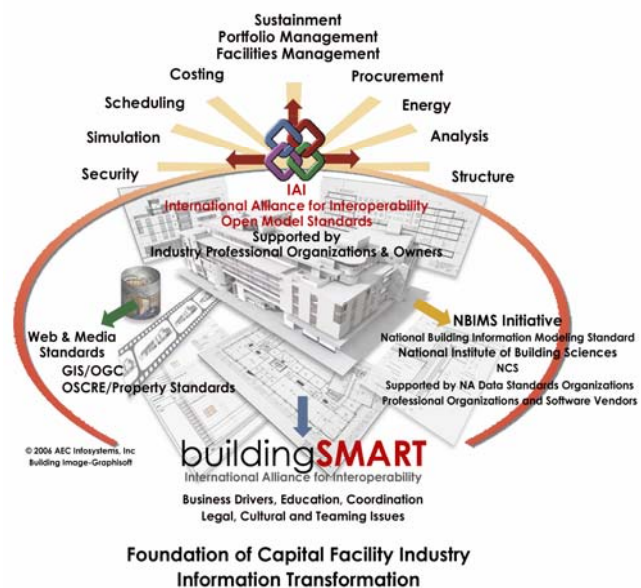 Sustainment
Portfolio Management
Facilities Management
Costing
Procurement
Scheduling
Energy
Simulation
Analysis
Security
Structure
IAI
International Alliance for Interoperability
Open Model Standards
Supported by
Industry Professional Organizations & Owners
Web & Media
Standards
GIS/OGC
OSCRE/Property Standards
NBIMS Initiative
National Building Information Modeling Standard
National Institute of Building Sciences
NCS
Supported by NA Data Standards Organizations
Professional Organizations and Software Vendors
© 2006 AEC Infosystems, Inc
Building Image-Graphisoft
buildingSMART
International Alliance for Interoperability
Business Drivers, Education, Coordination
Legal, Cultural and Teaming Issues
Foundation of Capital Facility Industry
Information Transformation